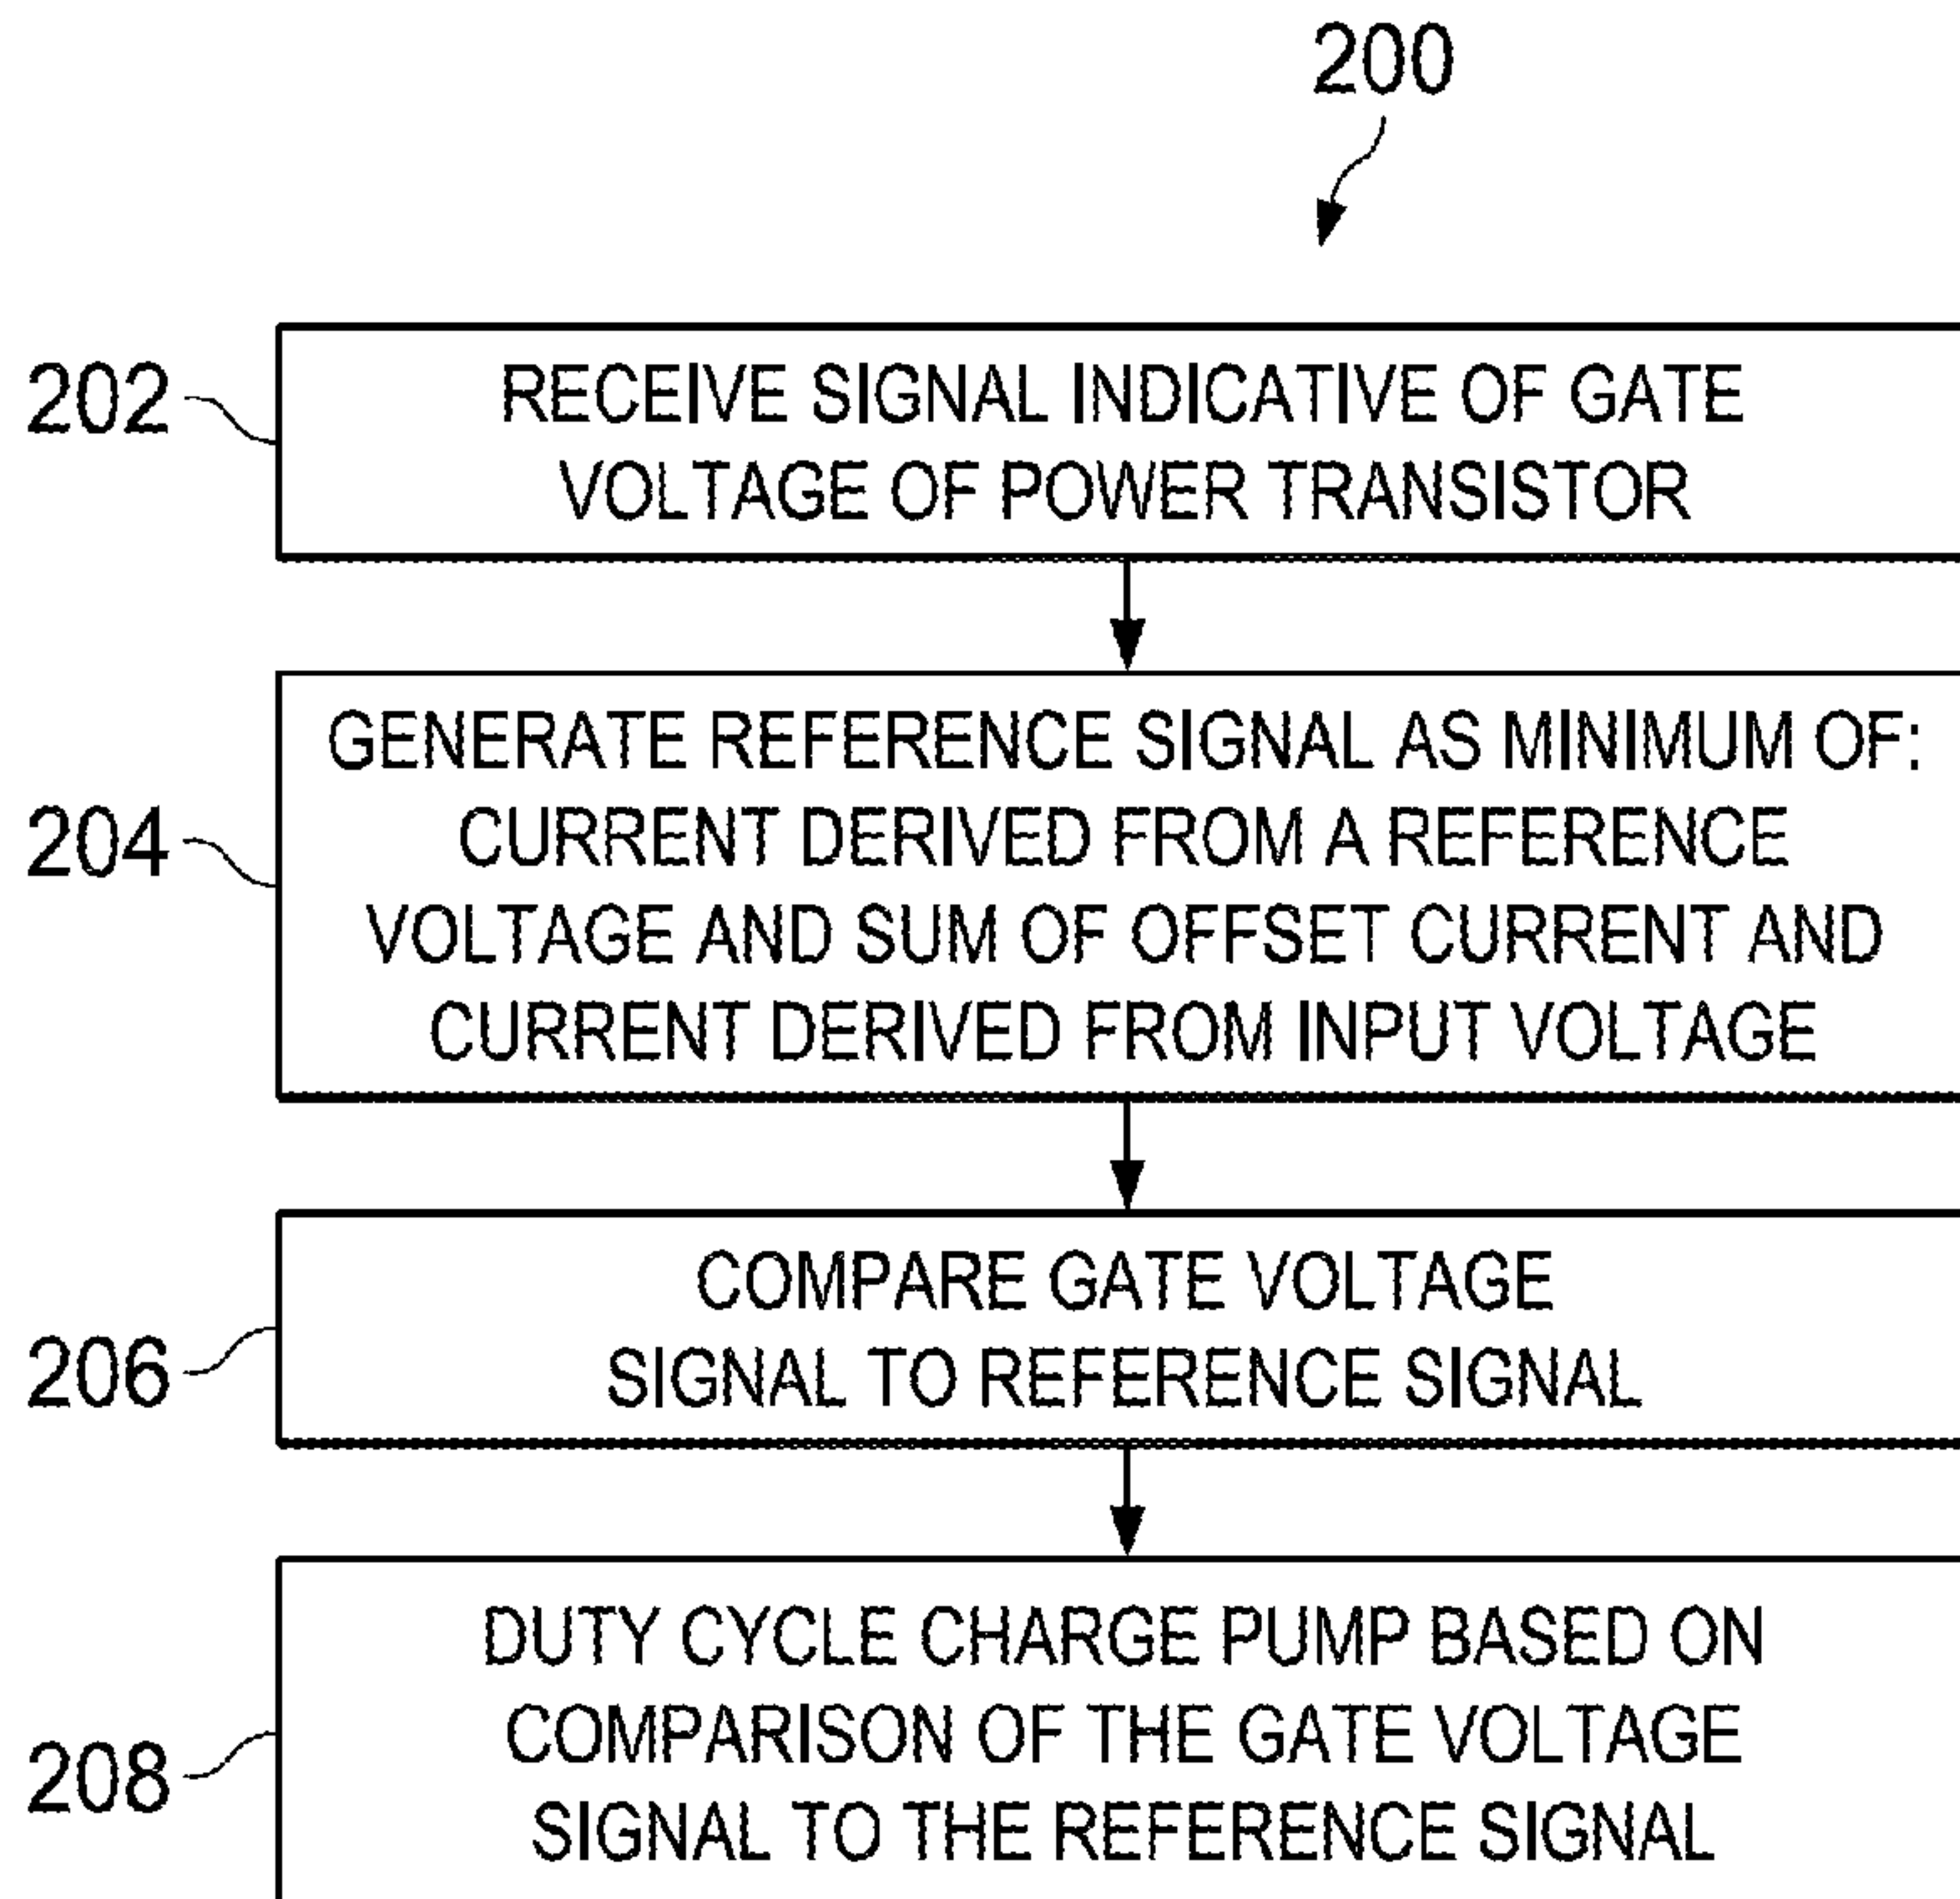 200
202
RECEIVE SIGNAL INDICATIVE OF GATE
VOLTAGE OF POWER TRANSISTOR
204
GENERATE REFERENCE SIGNAL AS MINIMUM OF:
CURRENT DERIVED FROM A REFERENCE
VOLTAGE AND SUM OF OFFSET CURRENT AND
CURRENT DERIVED FROM INPUT VOLTAGE
206
COMPARE GATE VOLTAGE
SIGNAL TO REFERENCE SIGNAL
208
DUTY CYCLE CHARGE PUMP BASED ON
COMPARISON OF THE GATE VOLTAGE
SIGNAL TO THE REFERENCE SIGNAL